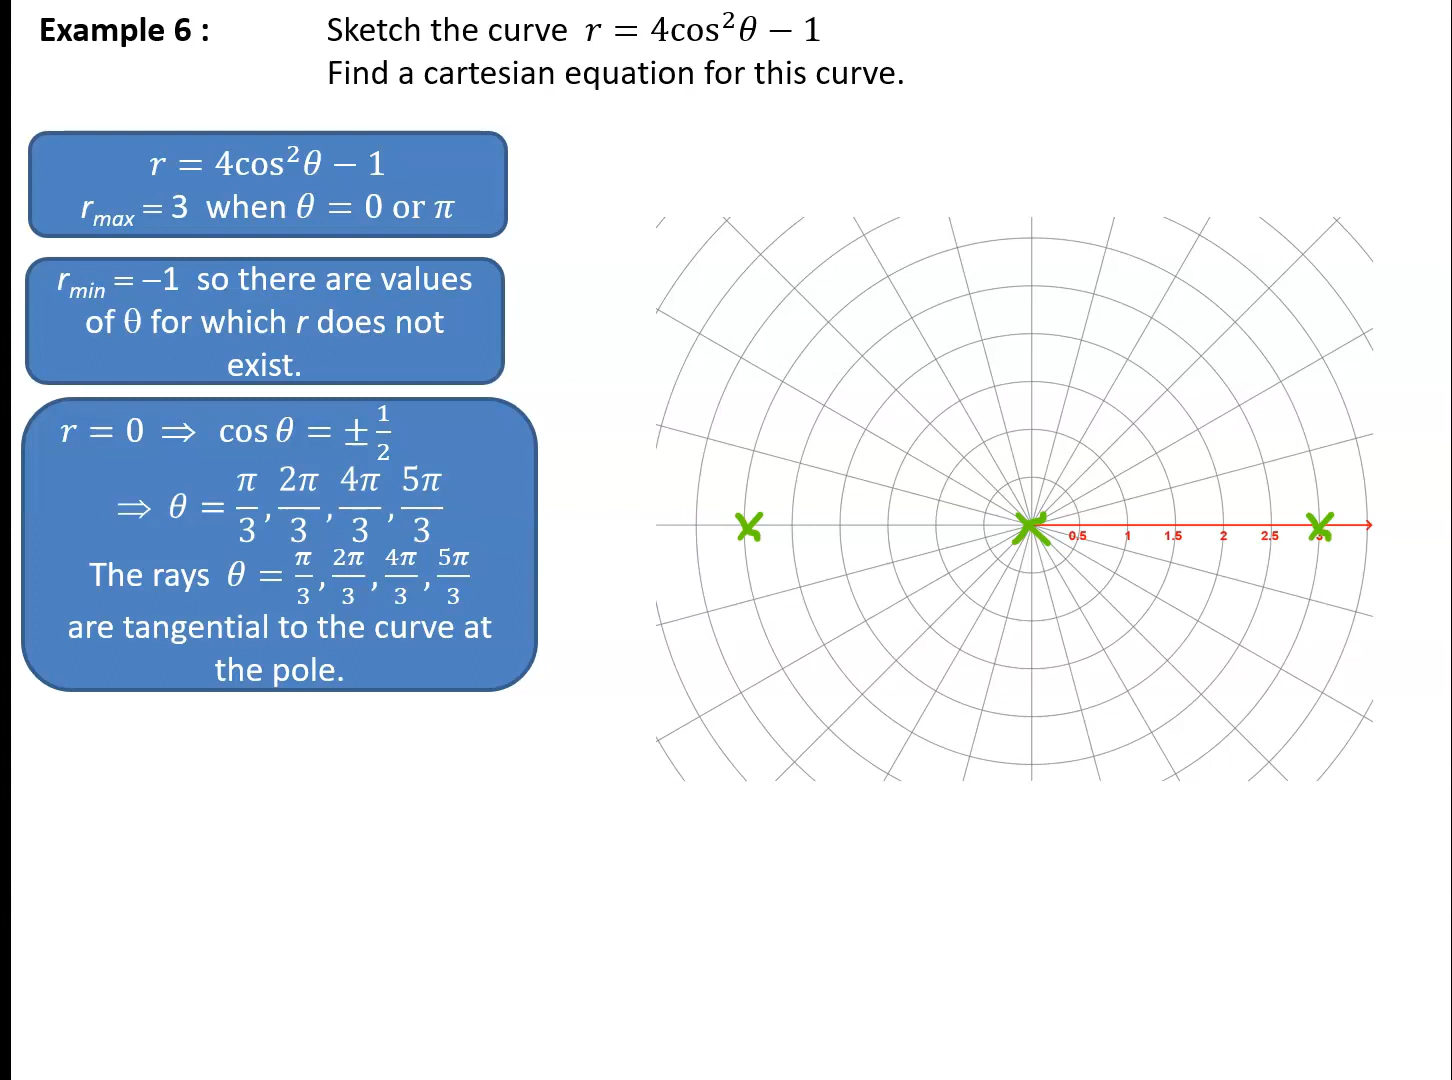 Example 6 : Sketch the curve r = 4cos²θ − 1
Find a cartesian equation for this curve.
r = 4cos²θ − 1
r_max = 3 when θ = 0 or π
r_min = −1 so there are values
of θ for which r does not
exist.
r = 0 ⟹ cos θ = ± 1/2
⟹ θ = π/3, 2π/3, 4π/3, 5π/3
The rays θ = π/3, 2π/3, 4π/3, 5π/3
are tangential to the curve at
the pole.
0.5 1 1.5 2 2.5 3